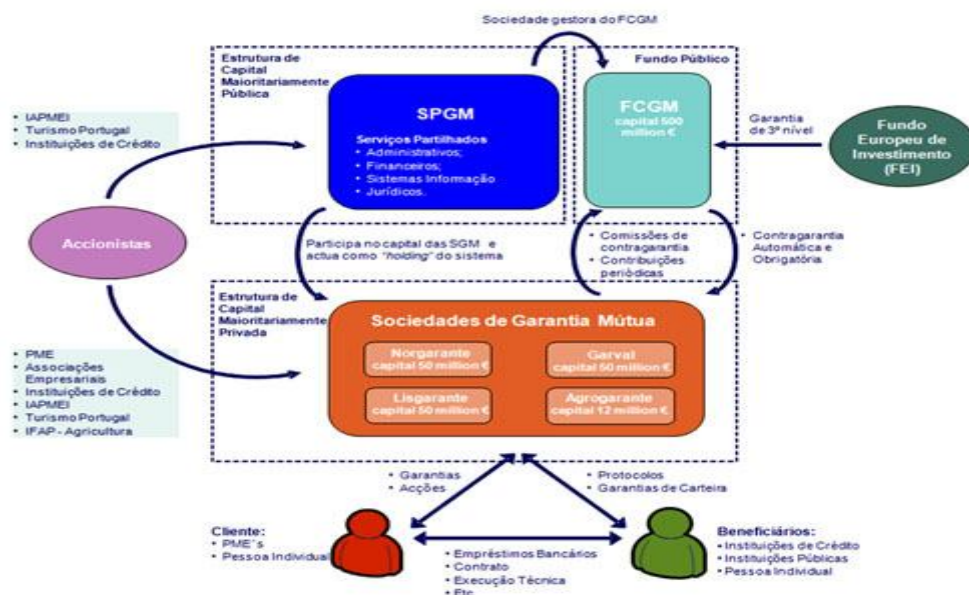 Sociedade gestora do FCGM
Estrutura de
Capital
Maioritariamente
Pública
SPGM
Serviços Partilhados
• Administrativos;
• Financeiros;
• Sistemas Informação
• Jurídicos.
Fundo Público
FCGM
capital 500
million €
Garantia
de 3º nível
Fundo
Europeu de
Investimento
(FEI)
• IAPMEI
• Turismo Portugal
• Instituições de Crédito
Accionistas
Participa no capital das SGM e
actua como "holding" do sistema
• Comissões de
contragarantia
• Contribuições
periódicas
• Contragarantia
Automática e
Obrigatória
Estrutura de
Capital
Maioritariamente
Privada
Sociedades de Garantia Mútua
Norgarante
capital 50 million €
Garval
capital 50 million €
Lisgarante
capital 50 million €
Agrogarante
capital 12 million €
• PME
• Associações
Empresariais
• Instituições de Crédito
• IAPMEI
• Turismo Portugal
• IFAP - Agricultura
• Garantias
• Acções
• Protocolos
• Garantias de Carteira
Cliente:
• PME´s
• Pessoa Individual
• Empréstimos Bancários
• Contrato
• Execução Técnica
• Etc
Beneficiários:
• Instituições de Crédito
• Instituições Públicas
• Pessoa Individual